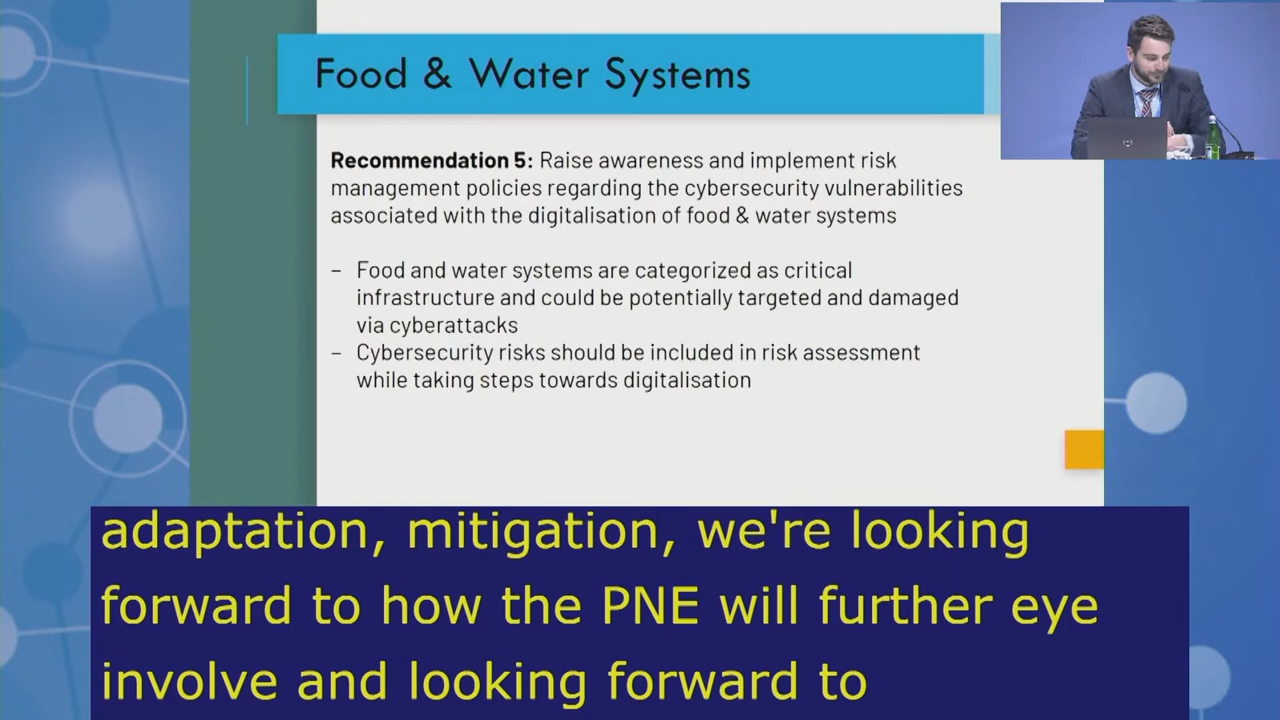 Food & Water Systems
Recommendation 5: Raise awareness and implement risk
management policies regarding the cybersecurity vulnerabilities
associated with the digitalisation of food & water systems
– Food and water systems are categorized as critical
infrastructure and could be potentially targeted and damaged
via cyberattacks
– Cybersecurity risks should be included in risk assessment
while taking steps towards digitalisation
adaptation, mitigation, we're looking
forward to how the PNE will further eye
involve and looking forward to